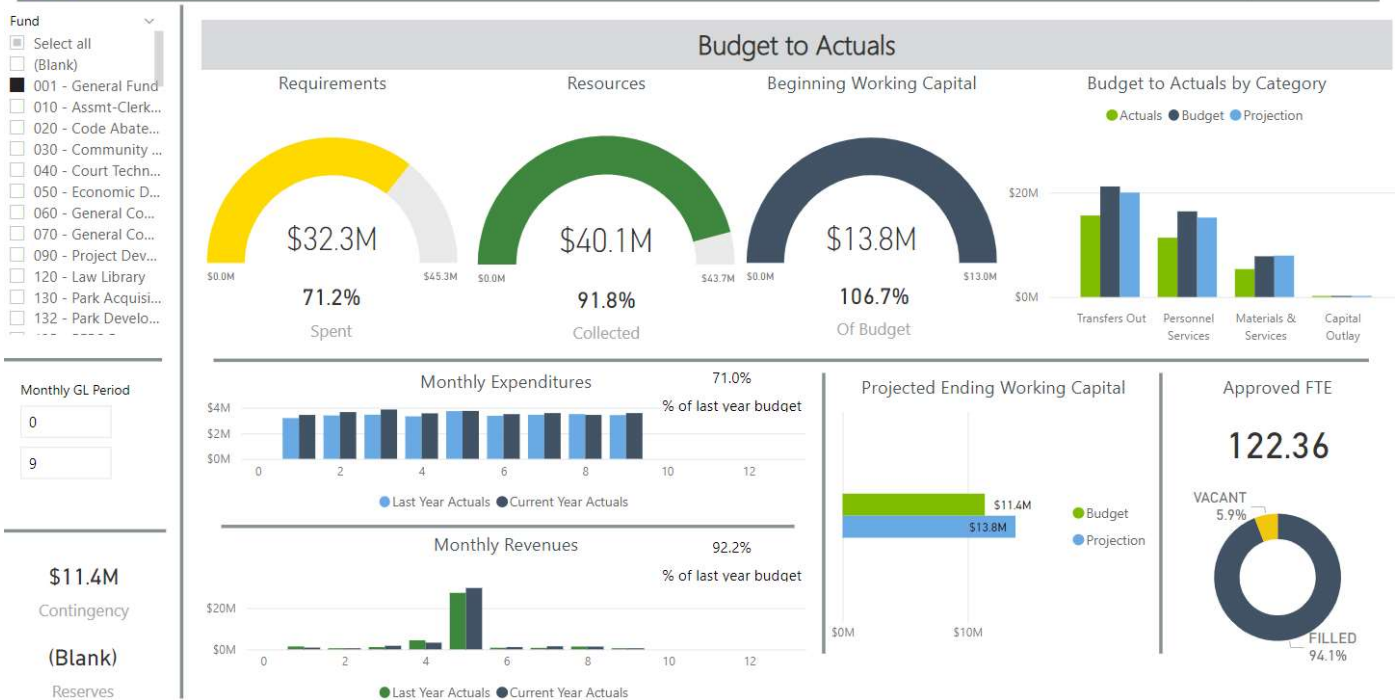 Fund
Select all
(Blank)
001 - General Fund
010 - Assmt-Clerk...
020 - Code Abate...
030 - Community ...
040 - Court Techn...
050 - Economic D...
060 - General Co...
070 - General Co...
090 - Project Dev...
120 - Law Library
130 - Park Acquisi...
132 - Park Develo...
Monthly GL Period
0
9
$11.4M
Contingency
(Blank)
Reserves
Budget to Actuals
Requirements
$32.3M
$0.0M $45.3M
71.2%
Spent
Resources
$40.1M
$0.0M $43.7M
91.8%
Collected
Beginning Working Capital
$13.8M
$0.0M $13.0M
106.7%
Of Budget
Budget to Actuals by Category
Actuals Budget Projection
$20M
$0M
Transfers Out
Personnel
Services
Materials &
Services
Capital
Outlay
Monthly Expenditures
71.0%
% of last year budget
$4M
$2M
$0M
0 2 4 6 8 10 12
Last Year Actuals Current Year Actuals
Monthly Revenues
92.2%
% of last year budget
$20M
$0M
0 2 4 6 8 10 12
Last Year Actuals Current Year Actuals
Projected Ending Working Capital
$11.4M
$13.8M
Budget
Projection
$0M $10M
Approved FTE
122.36
VACANT
5.9%
FILLED
94.1%